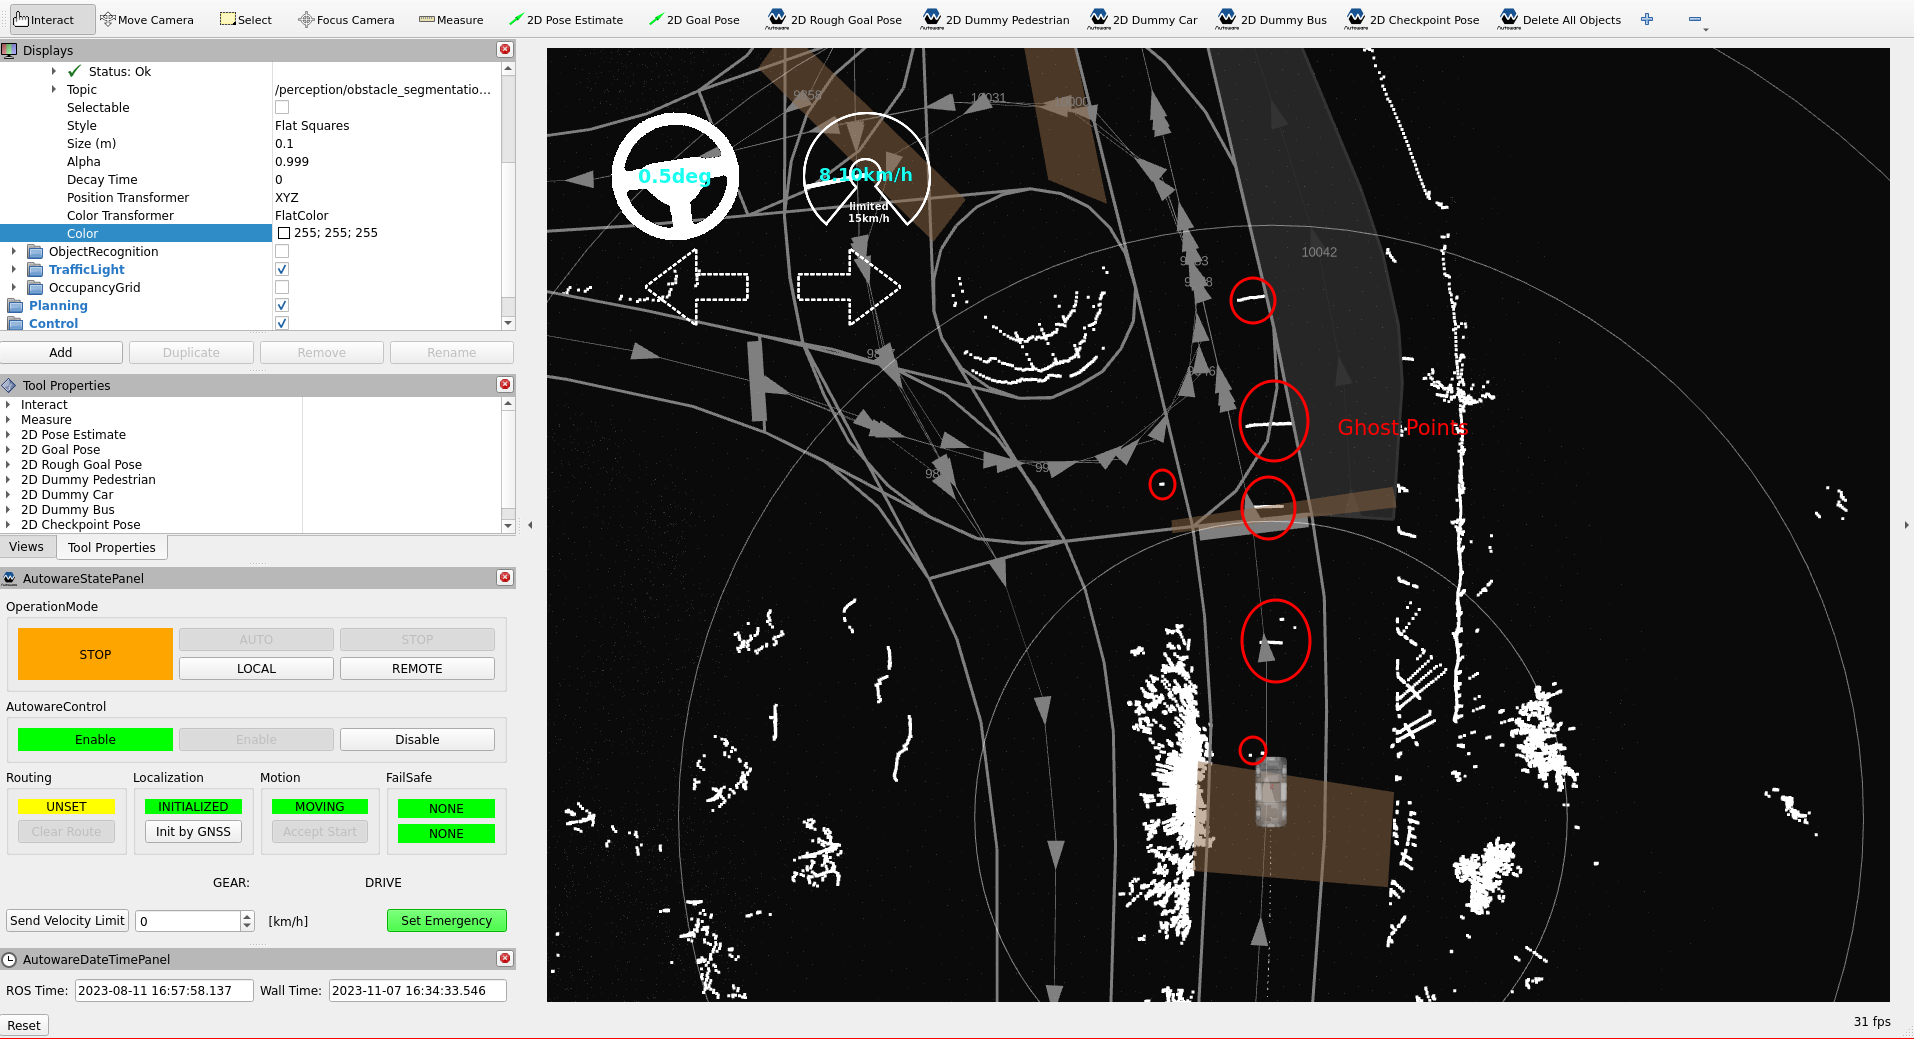 Interact
Move Camera
Select
Focus Camera
Measure
2D Pose Estimate
2D Goal Pose
2D Rough Goal Pose
2D Dummy Pedestrian
2D Dummy Car
2D Dummy Bus
2D Checkpoint Pose
Delete All Objects
Displays
Status: Ok
Topic /perception/obstacle_segmentatio...
Selectable
Style Flat Squares
Size (m) 0.1
Alpha 0.999
Decay Time 0
Position Transformer XYZ
Color Transformer FlatColor
Color 255; 255; 255
ObjectRecognition
TrafficLight
OccupancyGrid
Planning
Control
Add Duplicate Remove Rename
Tool Properties
Interact
Measure
2D Pose Estimate
2D Goal Pose
2D Rough Goal Pose
2D Dummy Pedestrian
2D Dummy Car
2D Dummy Bus
2D Checkpoint Pose
Views Tool Properties
AutowareStatePanel
OperationMode
STOP AUTO STOP
LOCAL REMOTE
AutowareControl
Enable Enable Disable
Routing Localization Motion FailSafe
UNSET INITIALIZED MOVING NONE
Clear Route Init by GNSS Accept Start NONE
GEAR: DRIVE
Send Velocity Limit 0 [km/h] Set Emergency
AutowareDateTimePanel
ROS Time: 2023-08-11 16:57:58.137 Wall Time: 2023-11-07 16:34:33.546
Reset
0.5deg
8.10km/h
limited
15km/h
10031
10000
10042
Ghost Points
31 fps